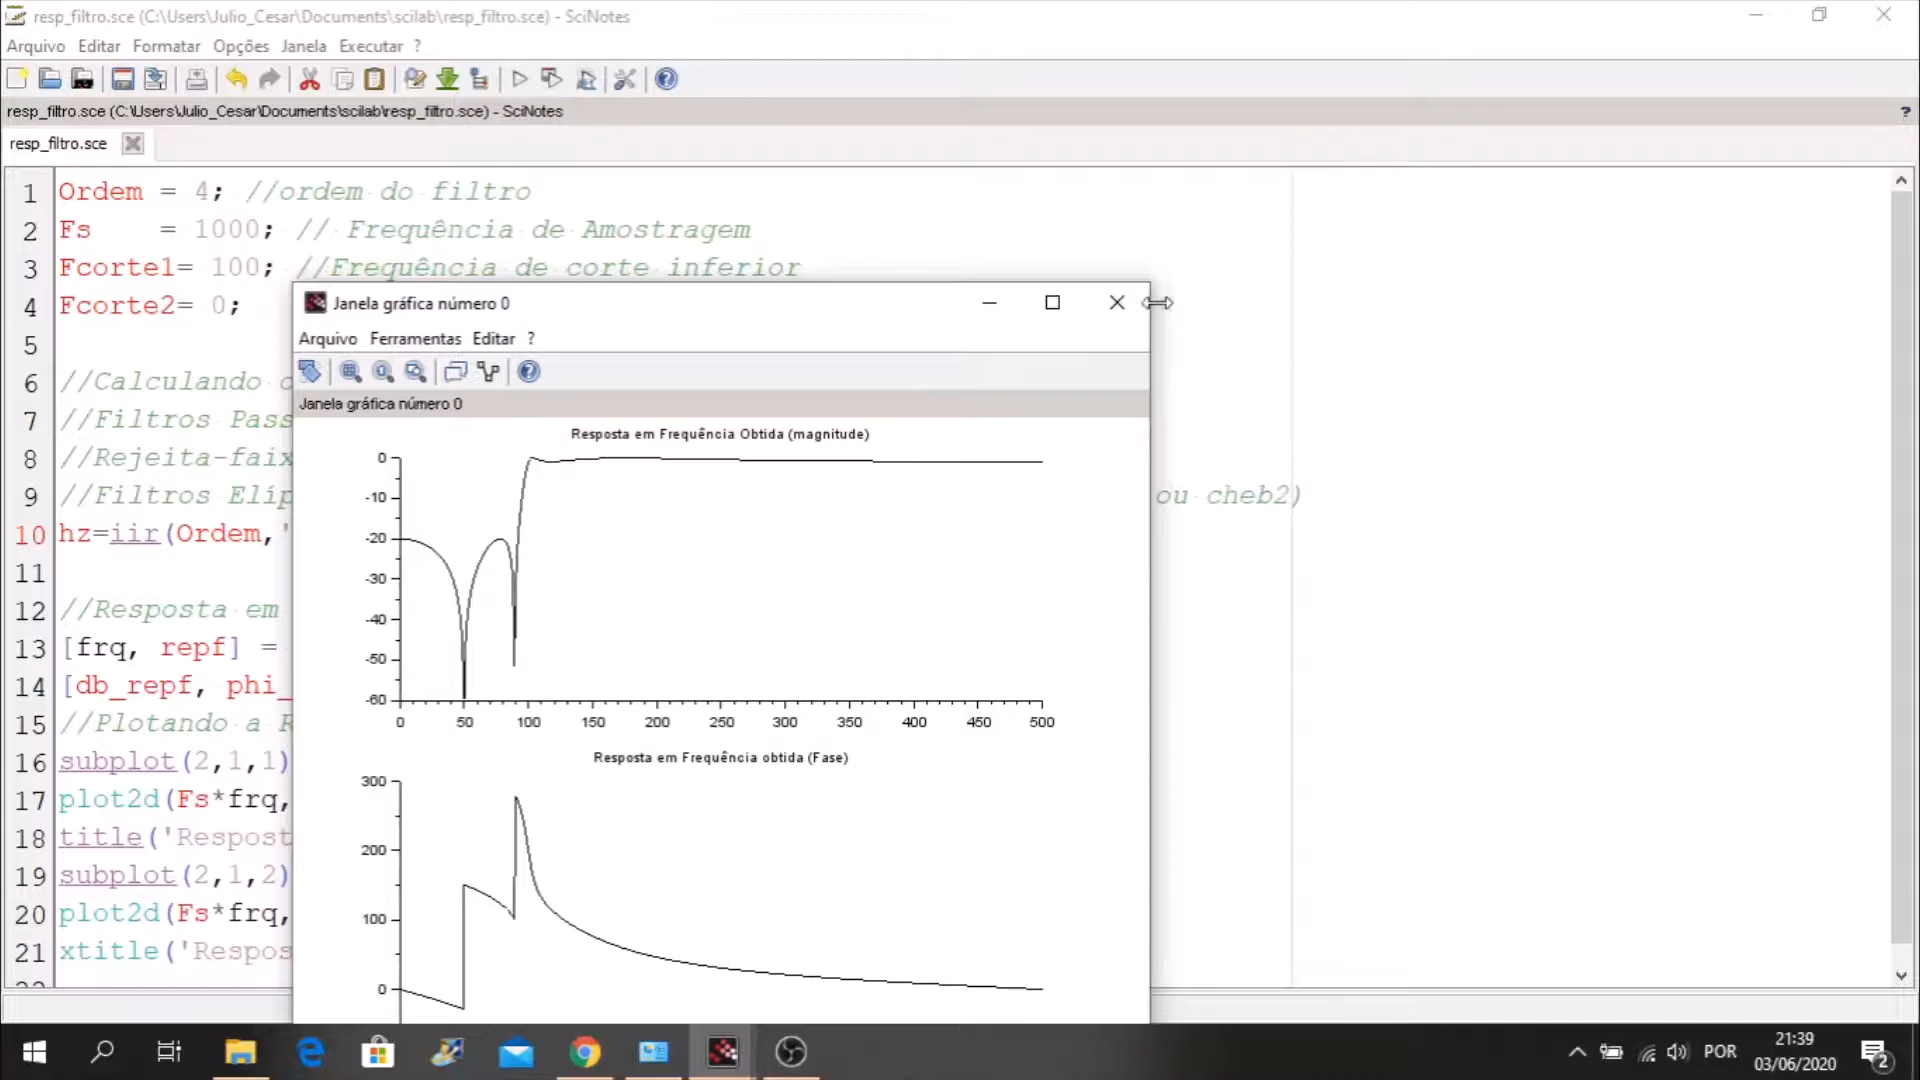 resp_filtro.sce (C:\Users\Julio_Cesar\Documents\scilab\resp_filtro.sce) - SciNotes
Arquivo Editar Formatar Opções Janela Executar ?
resp_filtro.sce (C:\Users\Julio_Cesar\Documents\scilab\resp_filtro.sce) - SciNotes
?
resp_filtro.sce
1 Ordem = 4; //ordem do filtro
2 Fs = 1000; // Frequência de Amostragem
3 Fcorte1= 100; //Frequência de corte inferior
4 Fcorte2= 0;
5
6 //Calculando
7 //Filtros Pass
8 //Rejeita-faix
9 //Filtros Elíp ou cheb2)
10 hz=iir(Ordem,'
11
12 //Resposta em
13 [frq, repf] =
14 [db_repf, phi_
15 //Plotando a R
16 subplot(2,1,1)
17 plot2d(Fs*frq,
18 title('Respost
19 subplot(2,1,2)
20 plot2d(Fs*frq,
21 xtitle('Respos
Janela gráfica número 0
Arquivo Ferramentas Editar ?
Janela gráfica número 0
Resposta em Frequência Obtida (magnitude)
0
-10
-20
-30
-40
-50
-60
0 50 100 150 200 250 300 350 400 450 500
Resposta em Frequência obtida (Fase)
300
200
100
0
POR
21:39
03/06/2020
2